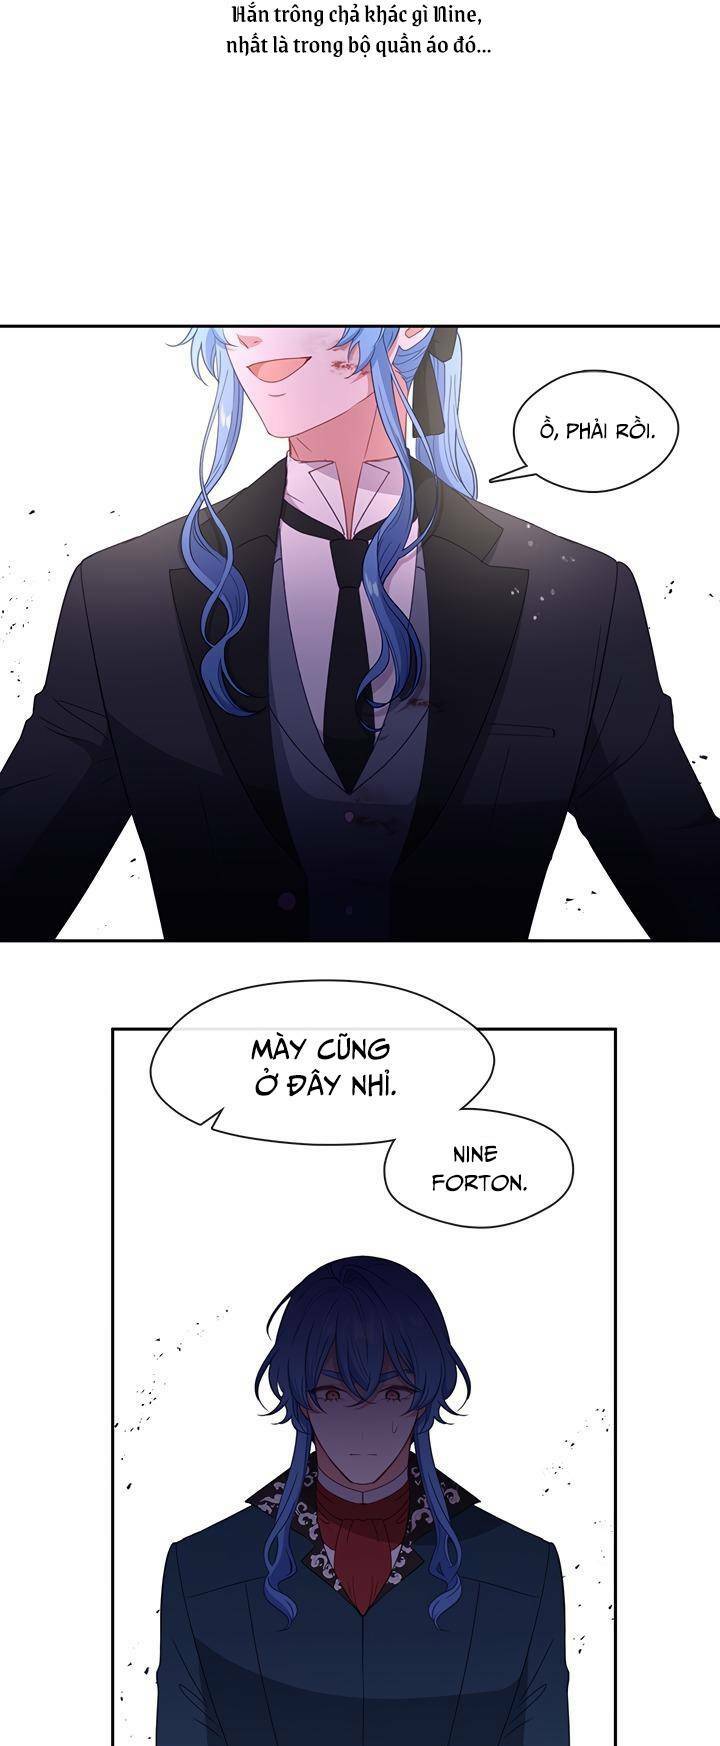 Hắn trông chả khác gì Nine,
nhất là trong bộ quần áo đó...
Ồ, PHẢI RỒI.
MÀY CŨNG
Ở ĐÂY NHỈ.
NINE
FORTON.